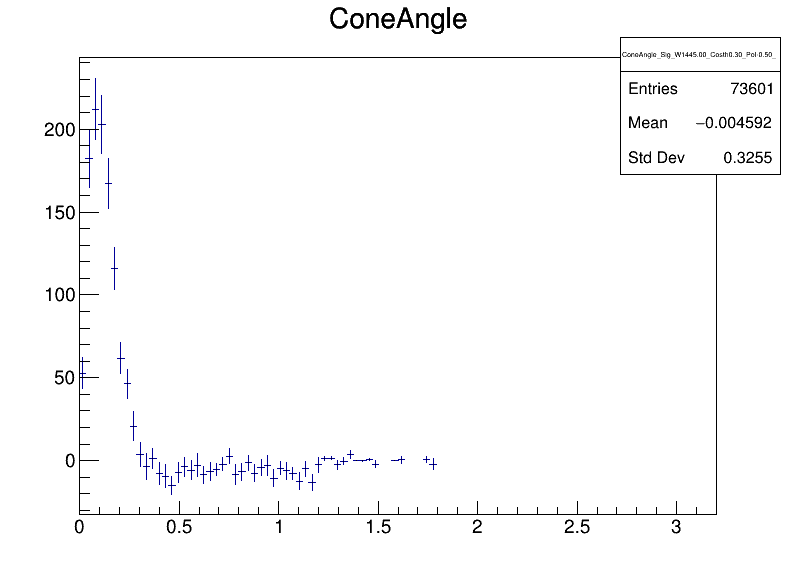 ConeAngle
ConeAngle_Sig_W1445.00_Costh0.30_Pol-0.50_
Entries 73601
Mean −0.004592
Std Dev 0.3255
200
150
100
50
0
0 0.5 1 1.5 2 2.5 3